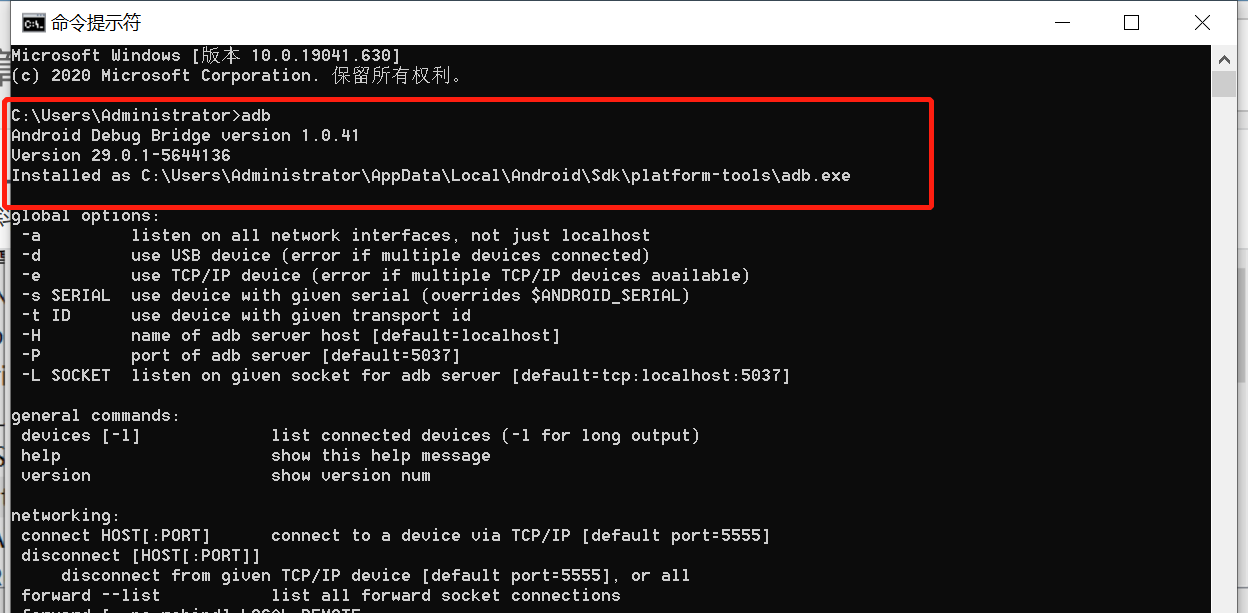 命令提示符
Microsoft Windows [版本 10.0.19041.630]
(c) 2020 Microsoft Corporation. 保留所有权利。
C:\Users\Administrator>adb
Android Debug Bridge version 1.0.41
Version 29.0.1-5644136
Installed as C:\Users\Administrator\AppData\Local\Android\Sdk\platform-tools\adb.exe
global options:
 -a         listen on all network interfaces, not just localhost
 -d         use USB device (error if multiple devices connected)
 -e         use TCP/IP device (error if multiple TCP/IP devices available)
 -s SERIAL  use device with given serial (overrides $ANDROID_SERIAL)
 -t ID      use device with given transport id
 -H         name of adb server host [default=localhost]
 -P         port of adb server [default=5037]
 -L SOCKET  listen on given socket for adb server [default=tcp:localhost:5037]
general commands:
 devices [-l]             list connected devices (-l for long output)
 help                     show this help message
 version                  show version num
networking:
 connect HOST[:PORT]      connect to a device via TCP/IP [default port=5555]
 disconnect [HOST[:PORT]]
     disconnect from given TCP/IP device [default port=5555], or all
 forward --list           list all forward socket connections